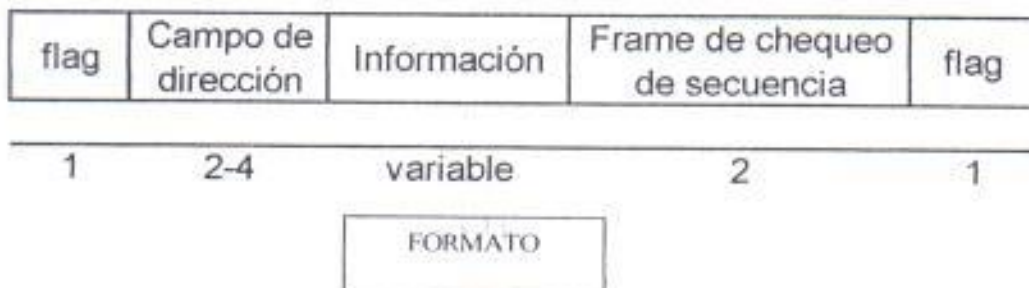 flag
Campo de dirección
Información
Frame de chequeo de secuencia
flag
1
2-4
variable
2
1
FORMATO